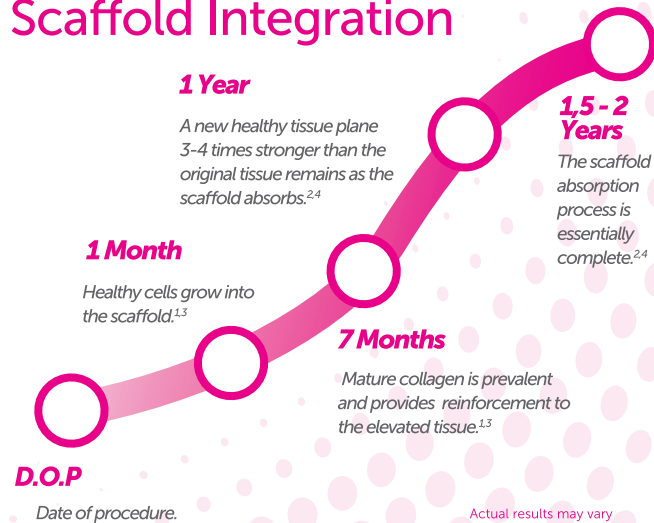 Scaffold Integration
1 Year
A new healthy tissue plane
3-4 times stronger than the
original tissue remains as the
scaffold absorbs.2,4
1,5 - 2
Years
The scaffold
absorption
process is
essentially
complete.2,4
1 Month
Healthy cells grow into
the scaffold.1,3
7 Months
Mature collagen is prevalent
and provides reinforcement to
the elevated tissue.1,3
D.O.P
Date of procedure.
Actual results may vary